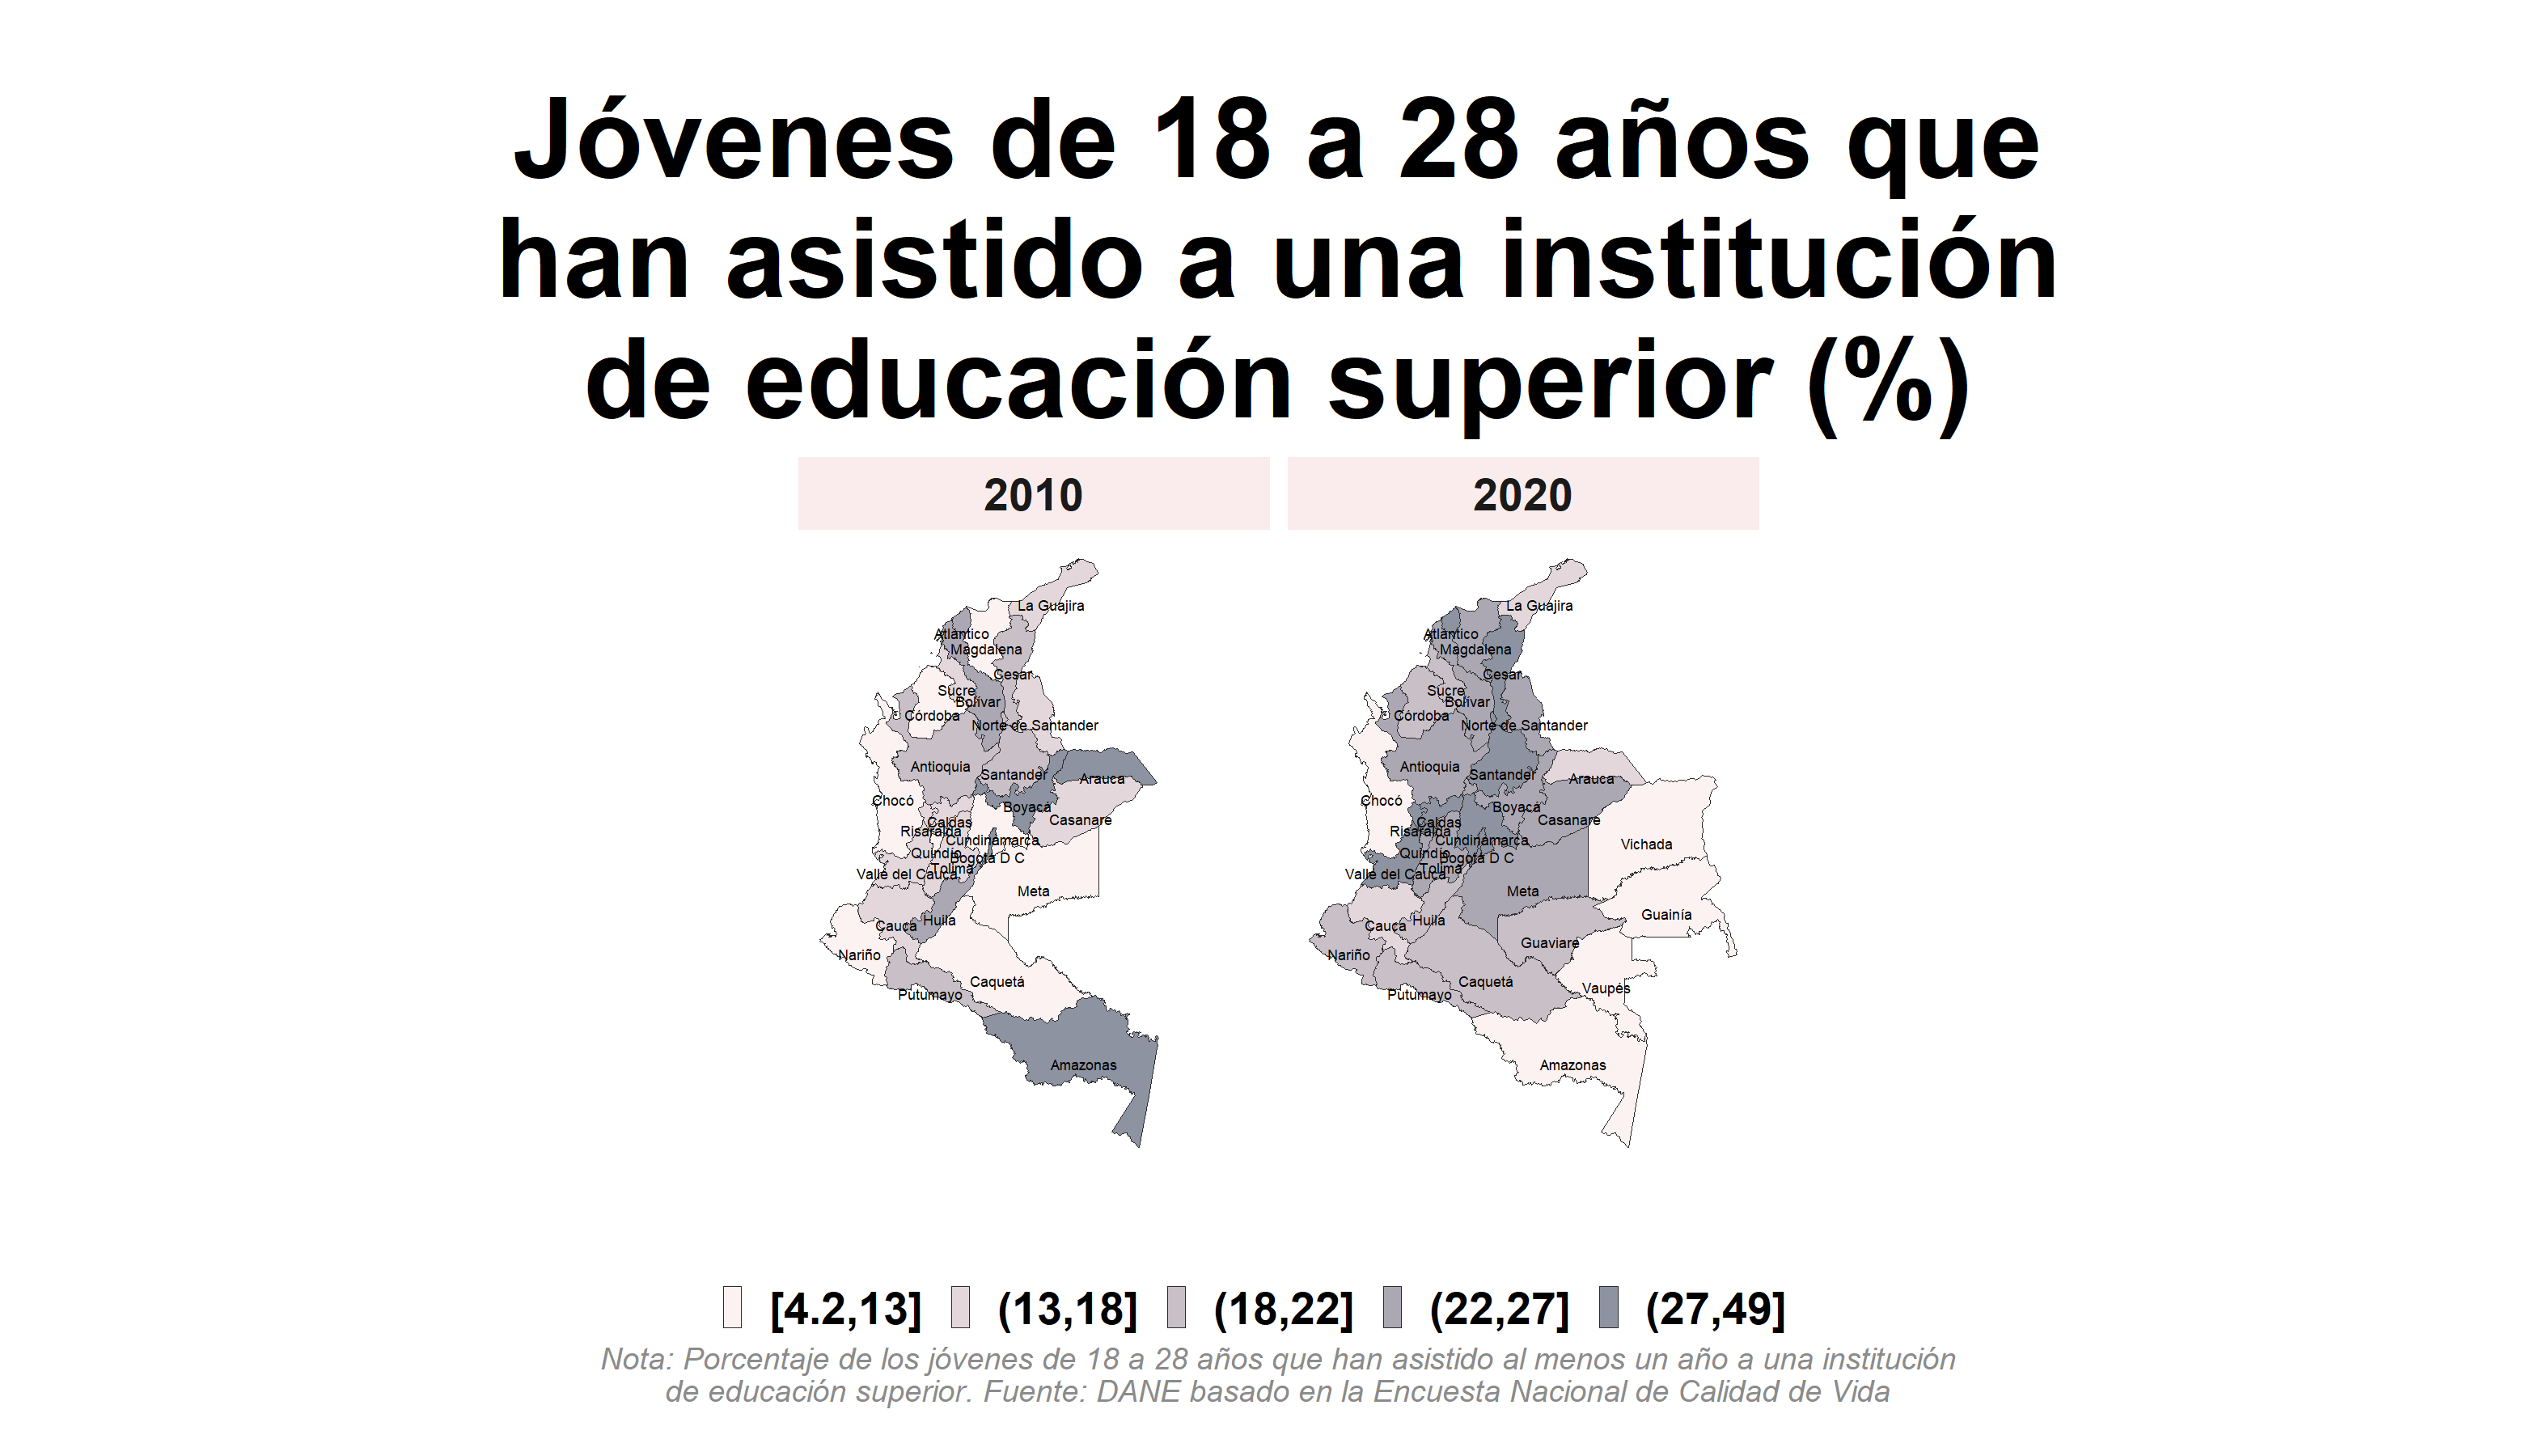 Jóvenes de 18 a 28 años que
han asistido a una institución
de educación superior (%)
2010
2020
La Guajira
Atlántico
Magdalena
Cesar
Sucre
Bolívar
Córdoba
Norte de Santander
Antioquia
Santander
Arauca
Chocó
Boyacá
Casanare
Caldas
Risaralda
Cundinamarca
Quindío
Bogotá D C
Tolima
Valle del Cauca
Meta
Huila
Cauca
Nariño
Caquetá
Putumayo
Amazonas
La Guajira
Atlántico
Magdalena
Cesar
Sucre
Bolívar
Córdoba
Norte de Santander
Antioquia
Santander
Arauca
Chocó
Boyacá
Casanare
Caldas
Risaralda
Cundinamarca
Vichada
Quindío
Bogotá D C
Tolima
Valle del Cauca
Meta
Guainía
Huila
Cauca
Guaviare
Nariño
Caquetá
Vaupés
Putumayo
Amazonas
[4.2,13] (13,18] (18,22] (22,27] (27,49]
Nota: Porcentaje de los jóvenes de 18 a 28 años que han asistido al menos un año a una institución
de educación superior. Fuente: DANE basado en la Encuesta Nacional de Calidad de Vida